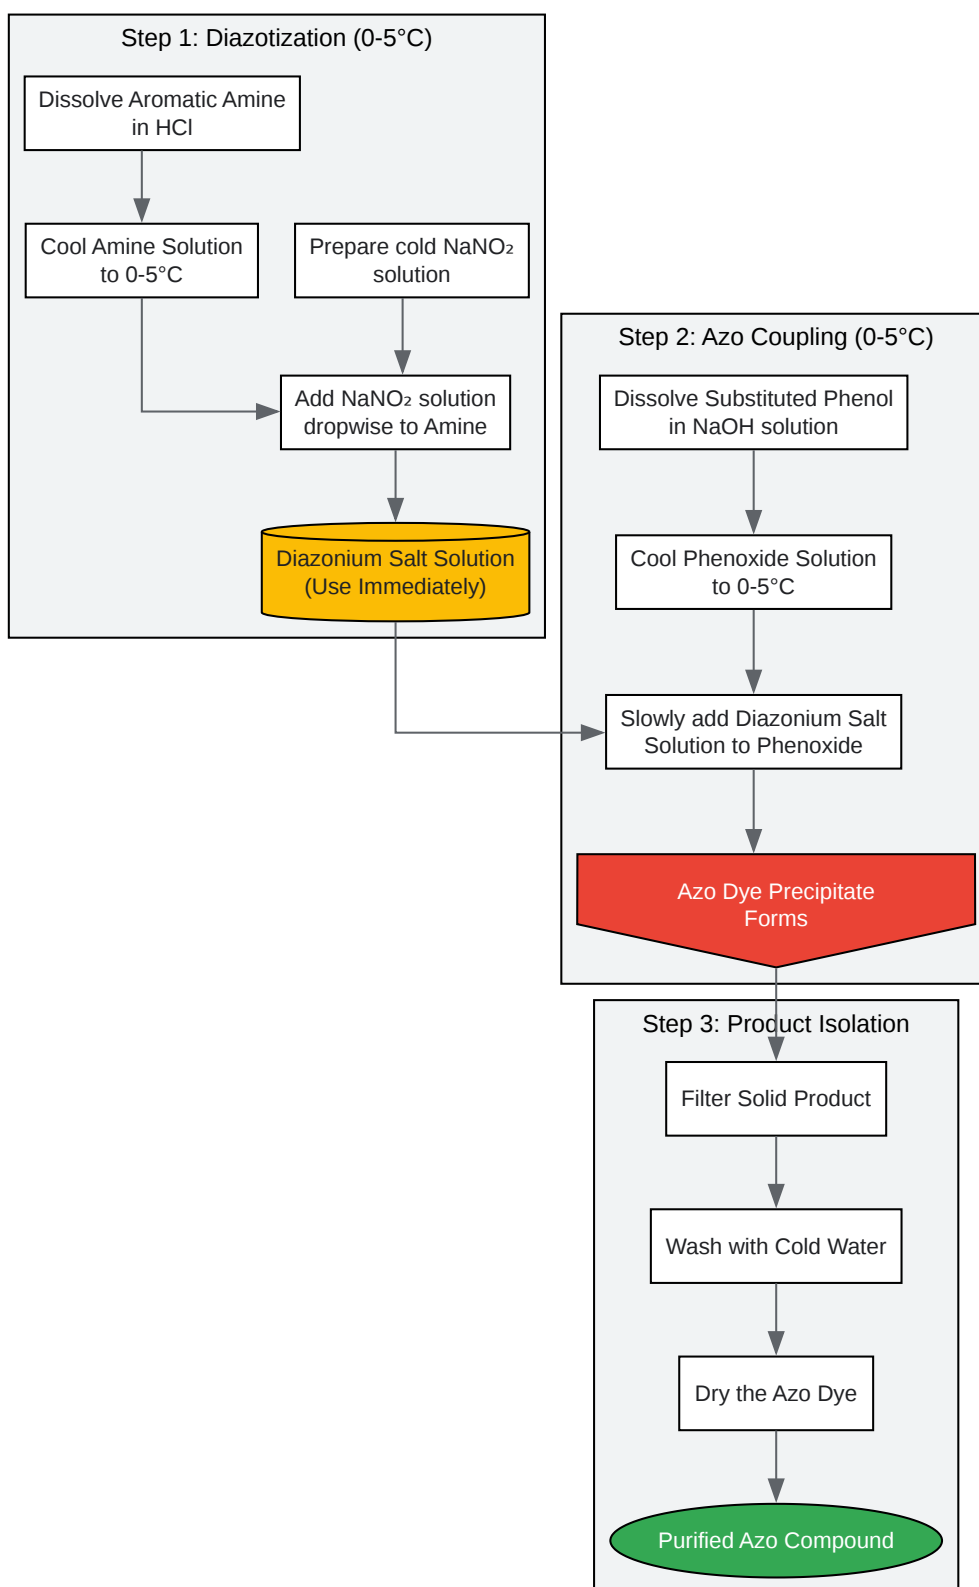 Step 1: Diazotization (0-5°C)
Dissolve Aromatic Amine
in HCl
Cool Amine Solution
to 0-5°C
Prepare cold NaNO₂
solution
Add NaNO₂ solution
dropwise to Amine
Diazonium Salt Solution
(Use Immediately)
Step 2: Azo Coupling (0-5°C)
Dissolve Substituted Phenol
in NaOH solution
Cool Phenoxide Solution
to 0-5°C
Slowly add Diazonium Salt
Solution to Phenoxide
Azo Dye Precipitate
Forms
Step 3: Product Isolation
Filter Solid Product
Wash with Cold Water
Dry the Azo Dye
Purified Azo Compound